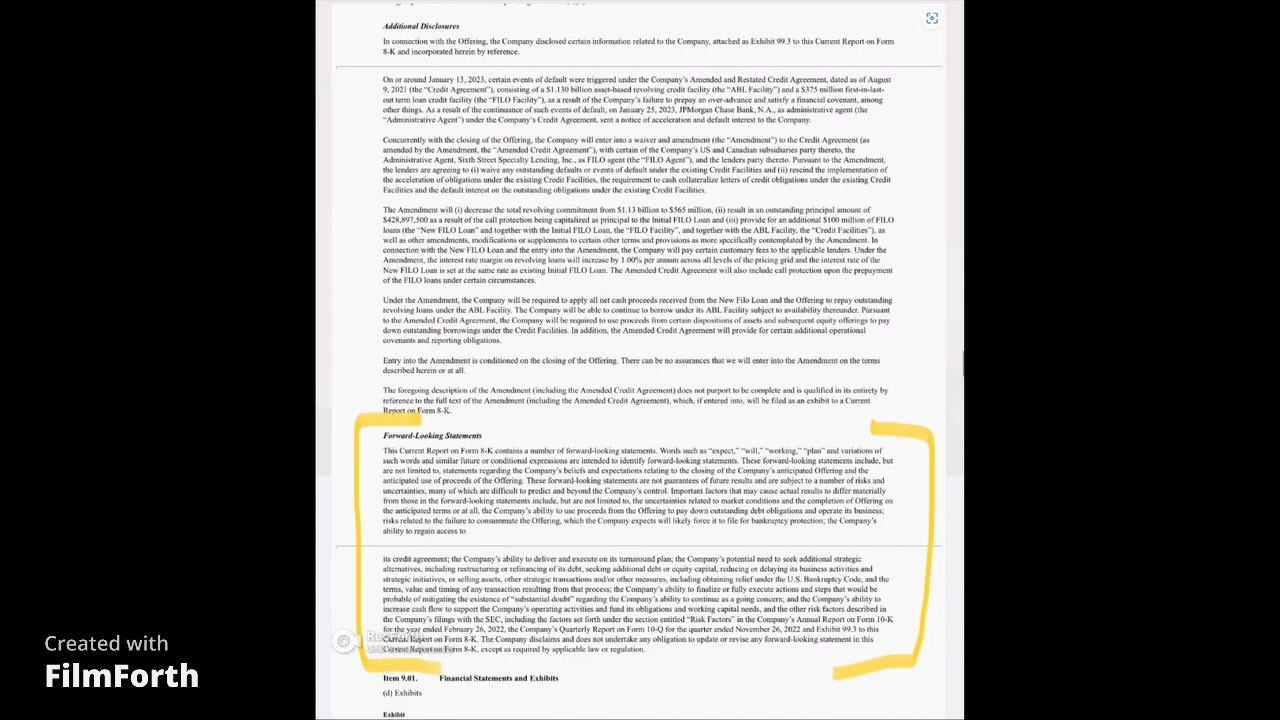 Additional Disclosures
In connection with the Offering, the Company disclosed certain information related to the Company, attached as Exhibit 99.3 to this Current Report on Form
8-K and incorporated herein by reference.
On or around January 13, 2023, certain events of default were triggered under the Company's Amended and Restated Credit Agreement, dated as of August
9, 2021 (the “Credit Agreement”), consisting of a $1.130 billion asset-based revolving credit facility (the “ABL Facility”) and a $375 million first-in-last-
out term loan credit facility (the “FILO Facility”), as a result of the Company's failure to prepay an over-advance and satisfy a financial covenant, among
other things. As a result of the continuance of such events of default, on January 25, 2023, JPMorgan Chase Bank, N.A., as administrative agent (the
“Administrative Agent”) under the Company's Credit Agreement, sent a notice of acceleration and default interest to the Company.
Concurrently with the closing of the Offering, the Company will enter into a waiver and amendment (the “Amendment”) to the Credit Agreement (as
amended by the Amendment, the “Amended Credit Agreement”), with certain of the Company's US and Canadian subsidiaries party thereto, the
Administrative Agent, Sixth Street Specialty Lending, Inc., as FILO agent (the “FILO Agent”), and the lenders party thereto. Pursuant to the Amendment,
the lenders are agreeing to (i) waive any outstanding defaults or events of default under the existing Credit Facilities and (ii) rescind the implementation of
the acceleration of obligations under the existing Credit Facilities, the requirement to cash collateralize letters of credit obligations under the existing Credit
Facilities and the default interest on the outstanding obligations under the existing Credit Facilities.
The Amendment will (i) decrease the total revolving commitment from $1.13 billion to $565 million, (ii) result in an outstanding principal amount of
$428,897,500 as a result of the call protection being capitalized as principal to the Initial FILO Loan and (iii) provide for an additional $100 million of FILO
loans (the “New FILO Loan” and together with the Initial FILO Loan, the “FILO Facility”, and together with the ABL Facility, the “Credit Facilities”), as
well as other amendments, modifications or supplements to certain other terms and provisions as more specifically contemplated by the Amendment. In
connection with the New FILO Loan and the entry into the Amendment, the Company will pay certain customary fees to the applicable lenders. Under the
Amendment, the interest rate margin on revolving loans will increase by 1.00% per annum across all levels of the pricing grid and the interest rate of the
New FILO Loan is set at the same rate as existing Initial FILO Loan. The Amended Credit Agreement will also include call protection upon the prepayment
of the FILO loans under certain circumstances.
Under the Amendment, the Company will be required to apply all net cash proceeds received from the New Filo Loan and the Offering to repay outstanding
revolving loans under the ABL Facility. The Company will be able to continue to borrow under its ABL Facility subject to availability thereunder. Pursuant
to the Amended Credit Agreement, the Company will be required to use proceeds from certain dispositions of assets and subsequent equity offerings to pay
down outstanding borrowings under the Credit Facilities. In addition, the Amended Credit Agreement will provide for certain additional operational
covenants and reporting obligations.
Entry into the Amendment is conditioned on the closing of the Offering. There can be no assurances that we will enter into the Amendment on the terms
described herein or at all.
The foregoing description of the Amendment (including the Amended Credit Agreement) does not purport to be complete and is qualified in its entirety by
reference to the full text of the Amendment (including the Amended Credit Agreement), which, if entered into, will be filed as an exhibit to a Current
Report on Form 8-K.
Forward-Looking Statements
This Current Report on Form 8-K contains a number of forward-looking statements. Words such as “expect,” “will,” “working,” “plan” and variations of
such words and similar future or conditional expressions are intended to identify forward-looking statements. These forward-looking statements include, but
are not limited to, statements regarding the Company's beliefs and expectations relating to the closing of the Company's anticipated Offering and the
anticipated use of proceeds of the Offering. These forward-looking statements are not guarantees of future results and are subject to a number of risks and
uncertainties, many of which are difficult to predict and beyond the Company's control. Important factors that may cause actual results to differ materially
from those in the forward-looking statements include, but are not limited to, the uncertainties related to market conditions and the completion of Offering on
the anticipated terms or at all, the Company's ability to use proceeds from the Offering to pay down outstanding debt obligations and operate its business;
risks related to the failure to consummate the Offering, which the Company expects will likely force it to file for bankruptcy protection; the Company's
ability to regain access to
its credit agreement; the Company's ability to deliver and execute on its turnaround plan; the Company's potential need to seek additional strategic
alternatives, including restructuring or refinancing of its debt, seeking additional debt or equity capital, reducing or delaying its business activities and
strategic initiatives, or selling assets, other strategic transactions and/or other measures, including obtaining relief under the U.S. Bankruptcy Code, and the
terms, value and timing of any transaction resulting from that process; the Company's ability to finalize or fully execute actions and steps that would be
probable of mitigating the existence of “substantial doubt” regarding the Company's ability to continue as a going concern; and the Company's ability to
increase cash flow to support the Company's operating activities and fund its obligations and working capital needs, and the other risk factors described in
the Company's filings with the SEC, including the factors set forth under the section entitled “Risk Factors” in the Company's Annual Report on Form 10-K
for the year ended February 26, 2022, the Company's Quarterly Report on Form 10-Q for the quarter ended November 26, 2022 and Exhibit 99.3 to this
Current Report on Form 8-K. The Company disclaims and does not undertake any obligation to update or revise any forward-looking statement in this
Current Report on Form 8-K, except as required by applicable law or regulation.
Item 9.01. Financial Statements and Exhibits
(d) Exhibits
Exhibit
Created with
FilmForth